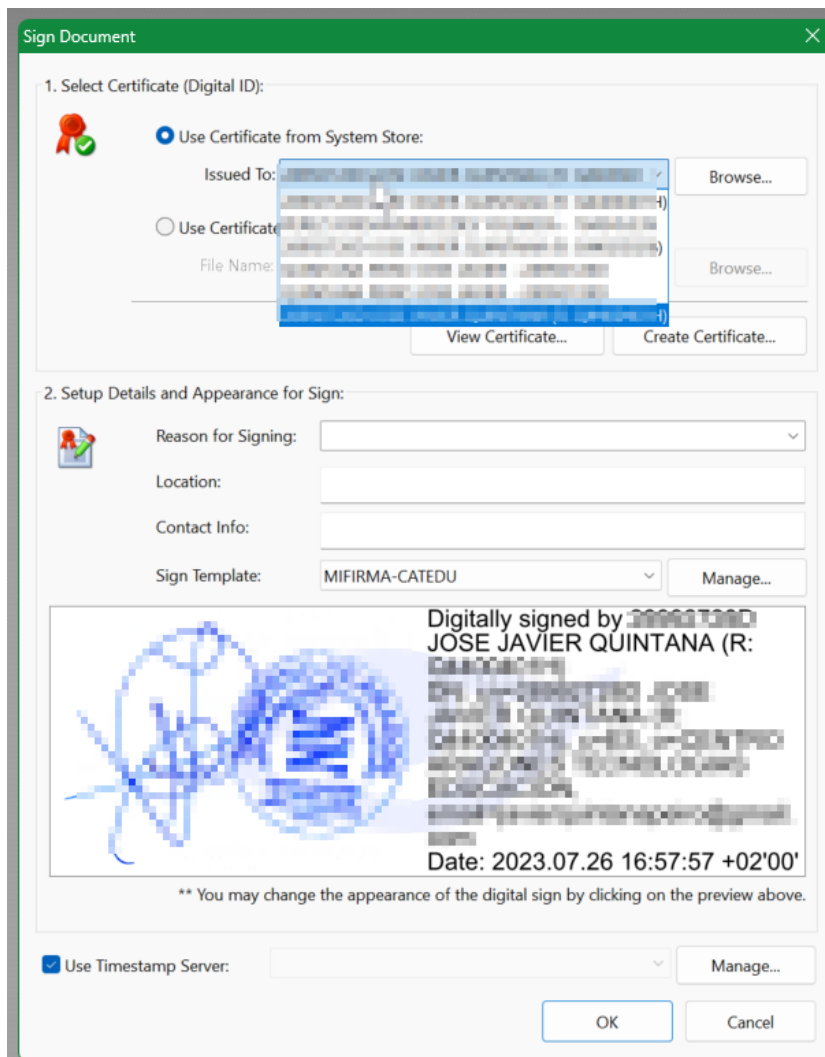 Sign Document
1. Select Certificate (Digital ID):
Use Certificate from System Store:
Issued To:
Browse...
Use Certificate
File Name:
Browse...
View Certificate...
Create Certificate...
2. Setup Details and Appearance for Sign:
Reason for Signing:
Location:
Contact Info:
Sign Template:
MIFIRMA-CATEDU
Manage...
Digitally signed by
JOSE JAVIER QUINTANA (R:
Date: 2023.07.26 16:57:57 +02'00'
** You may change the appearance of the digital sign by clicking on the preview above.
Use Timestamp Server:
Manage...
OK
Cancel